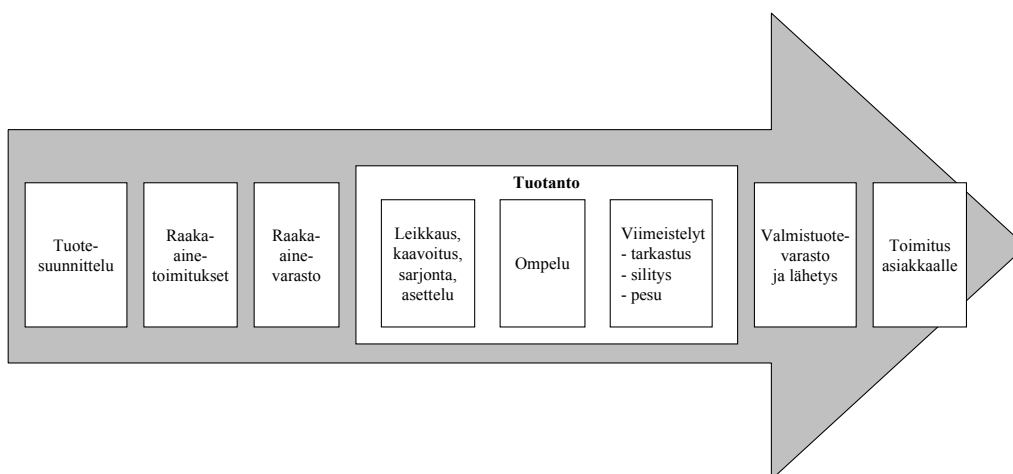 Tuote-
suunnittelu
Raaka-
aine-
toimitukset
Raaka-
aine-
varasto
Tuotanto
Leikkaus,
kaavoitus,
sarjonta,
asettelu
Ompelu
Viimeistelyt
- tarkastus
- silitys
- pesu
Valmistuote-
varasto
ja lähetys
Toimitus
asiakkaalle